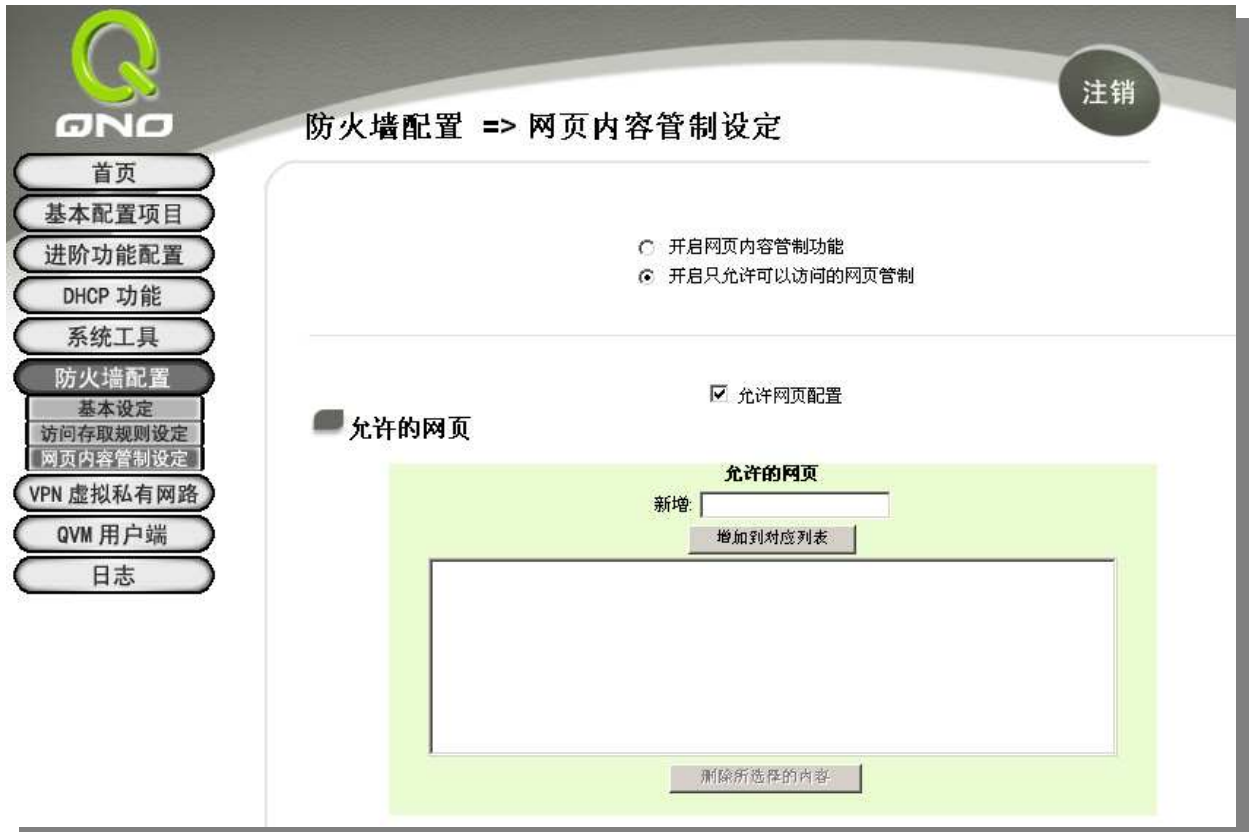 QNO
注销
防火墙配置 => 网页内容管制设定
首页
基本配置项目
进阶功能配置
DHCP 功能
系统工具
防火墙配置
基本设定
访问存取规则设定
网页内容管制设定
VPN 虚拟私有网路
QVM 用户端
日志
开启网页内容管制功能
开启只允许可以访问的网页管制
允许网页配置
允许的网页
允许的网页
新增:
增加到对应列表
删除所选择的内容